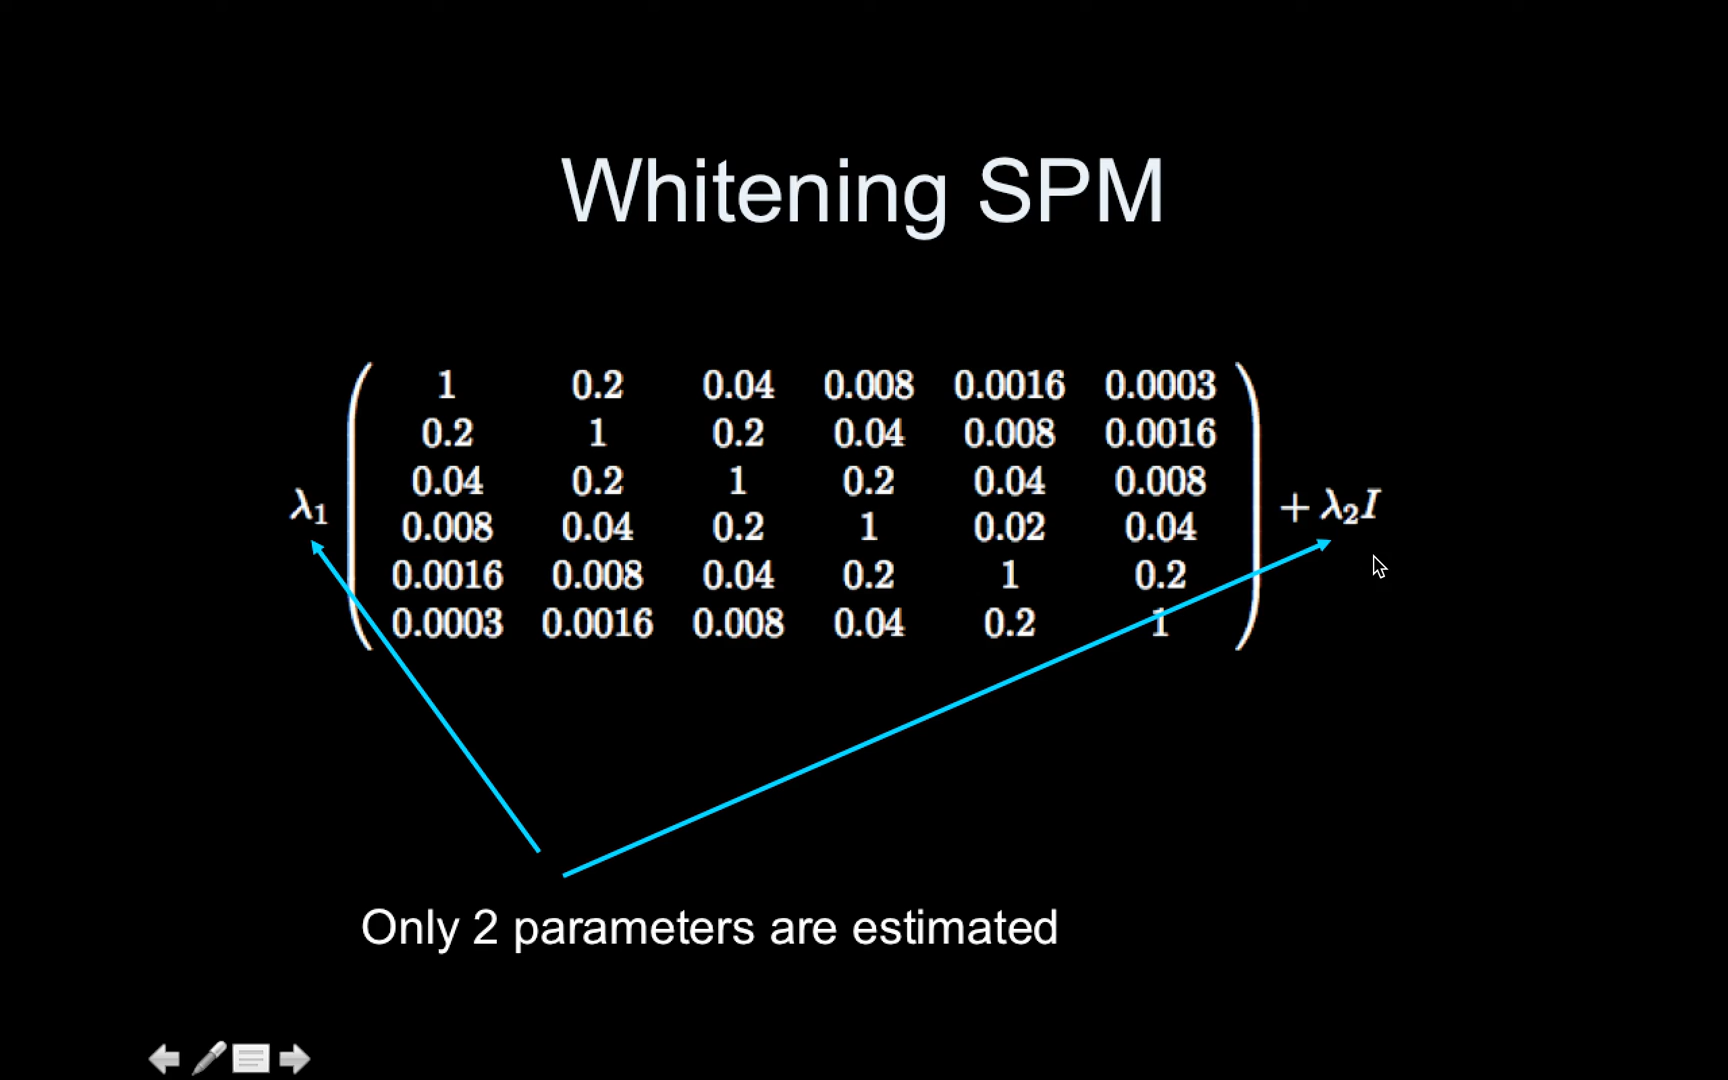 Whitening SPM
1 0.2 0.04 0.008 0.0016 0.0003
0.2 1 0.2 0.04 0.008 0.0016
0.04 0.2 1 0.2 0.04 0.008
λ₁ + λ₂I
0.008 0.04 0.2 1 0.02 0.04
0.0016 0.008 0.04 0.2 1 0.2
0.0003 0.0016 0.008 0.04 0.2 1
Only 2 parameters are estimated